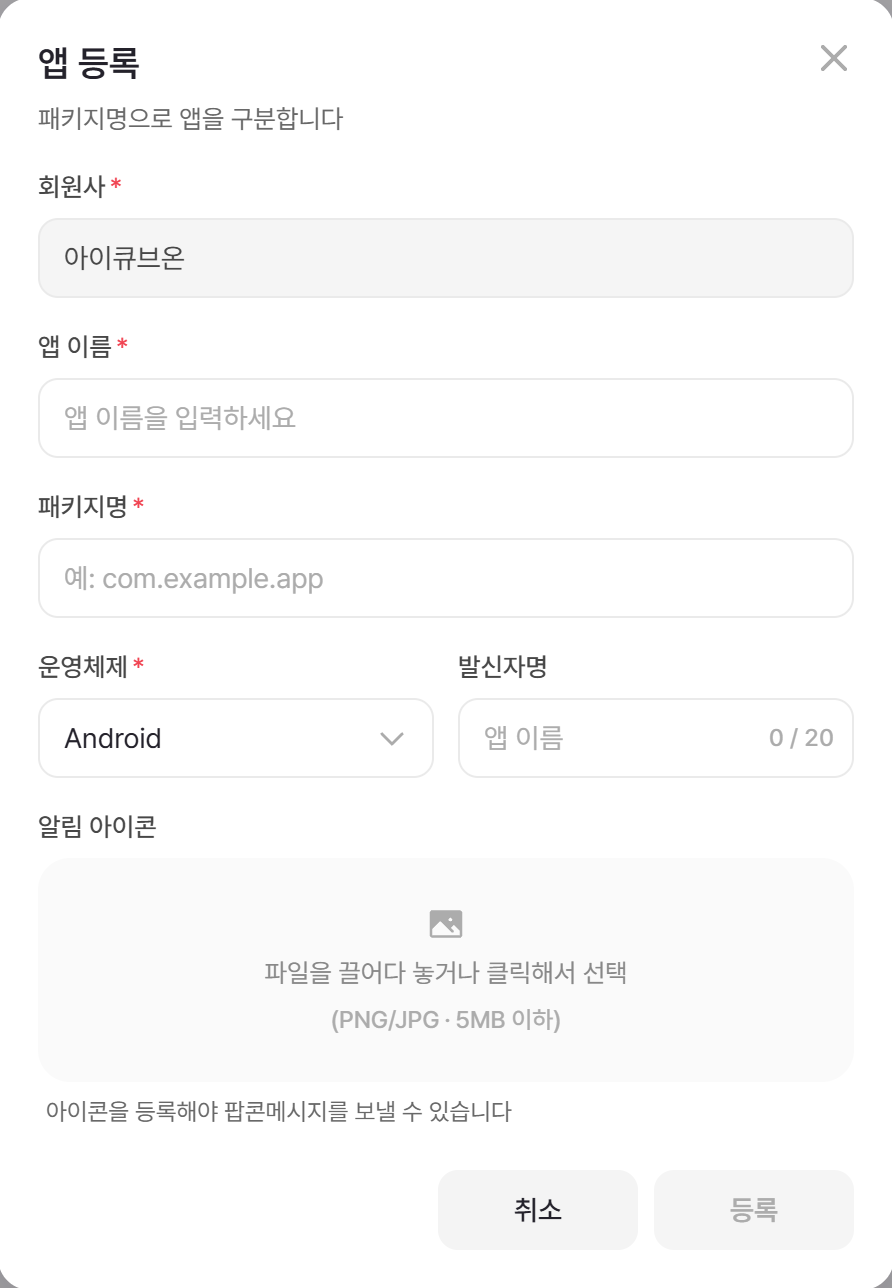 앱 등록
패키지명으로 앱을 구분합니다
회원사 *
아이큐브온
앱 이름 *
앱 이름을 입력하세요
패키지명 *
예: com.example.app
운영체제 *
발신자명
Android
앱 이름 0 / 20
알림 아이콘
파일을 끌어다 놓거나 클릭해서 선택
(PNG/JPG · 5MB 이하)
아이콘을 등록해야 팝콘메시지를 보낼 수 있습니다
취소
등록